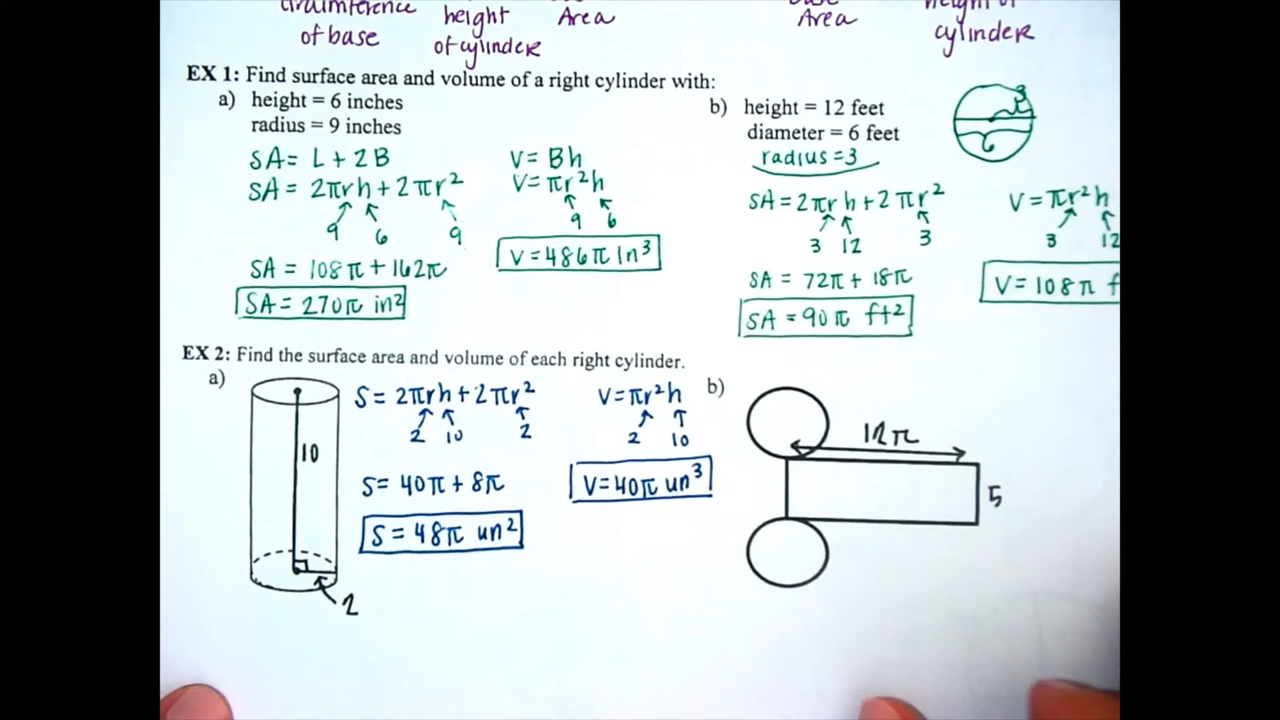 circumference
of base
height
of cylinder
Area
Area
height of
cylinder
EX 1: Find surface area and volume of a right cylinder with:
a) height = 6 inches
radius = 9 inches
SA = L + 2B
SA = 2πrh + 2πr²
9 6 9
SA = 108π + 162π
SA = 270π in²
V = Bh
V = πr²h
9 6
V = 486π in³
b) height = 12 feet
diameter = 6 feet
radius = 3
3
6
SA = 2πrh + 2πr²
3 12 3
SA = 72π + 18π
SA = 90π ft²
V = πr²h
3 12
V = 108π f
EX 2: Find the surface area and volume of each right cylinder.
a)
10
2
S = 2πrh + 2πr²
2 10 2
S = 40π + 8π
S = 48π un²
V = πr²h
2 10
V = 40π un³
b)
12π
5